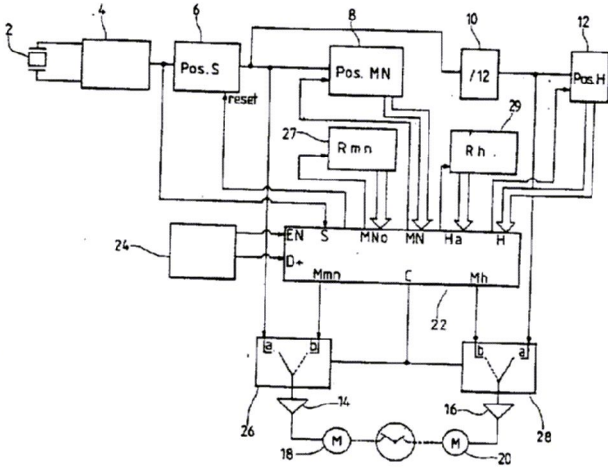 2
4
6
8
10
12
Pos. S
Pos. MN
/12
Pos. H
reset
27
Rmn
29
Rh
24
EN
S
MNo
MN
Ha
H
D+
Mmn
C
Mh
22
a
b
b
a
26
14
16
28
18
M
M
20